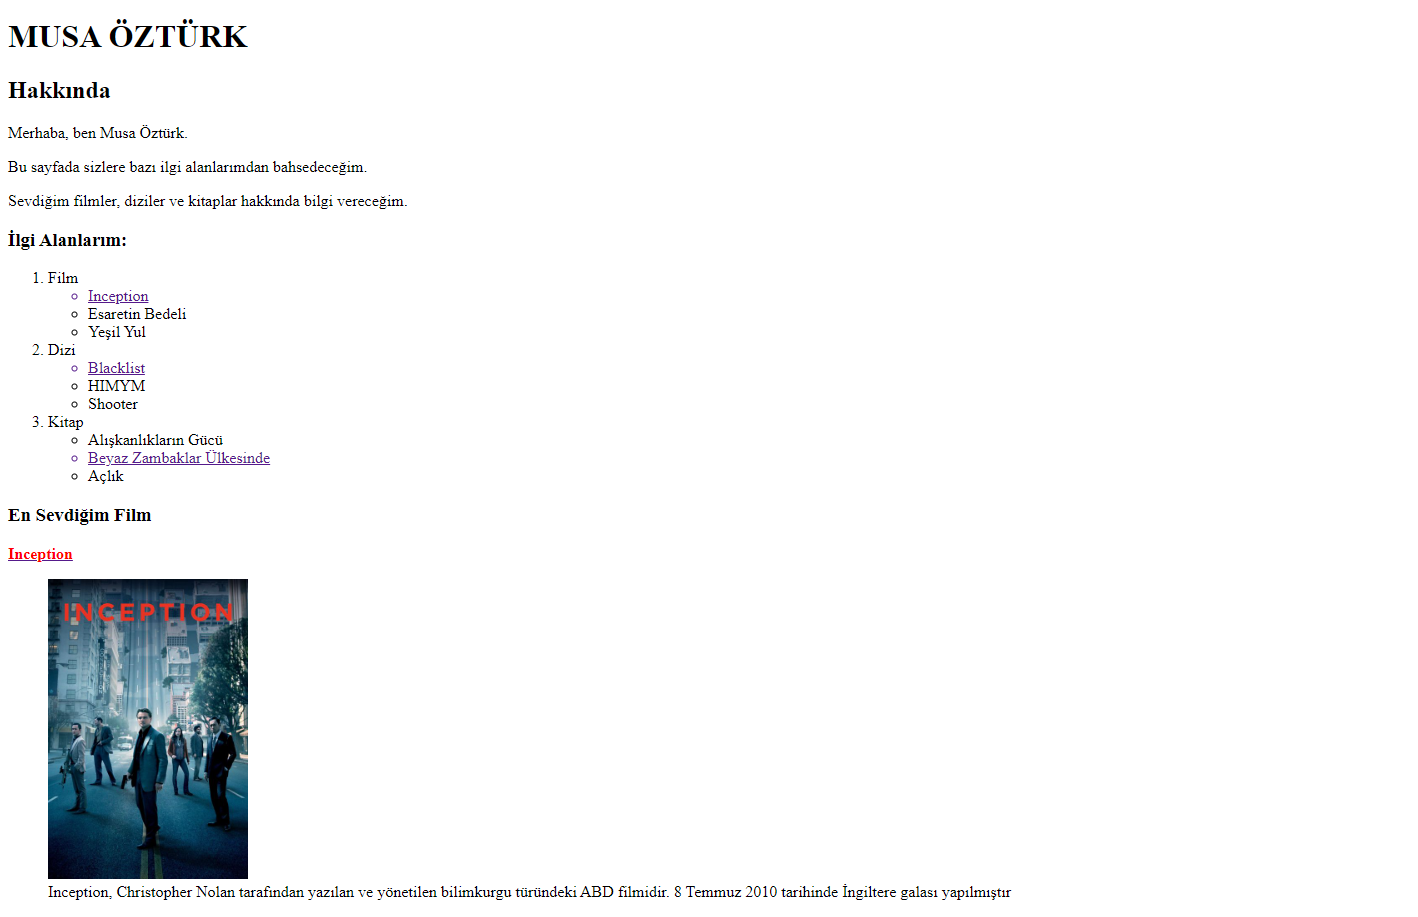 MUSA ÖZTÜRK
Hakkında
Merhaba, ben Musa Öztürk.
Bu sayfada sizlere bazı ilgi alanlarımdan bahsedeceğim.
Sevdiğim filmler, diziler ve kitaplar hakkında bilgi vereceğim.
İlgi Alanlarım:
1. Film
Inception
Esaretin Bedeli
Yeşil Yul
2. Dizi
Blacklist
HIMYM
Shooter
3. Kitap
Alışkanlıkların Gücü
Beyaz Zambaklar Ülkesinde
Açlık
En Sevdiğim Film
Inception
INCEPTION
Inception, Christopher Nolan tarafından yazılan ve yönetilen bilimkurgu türündeki ABD filmidir. 8 Temmuz 2010 tarihinde İngiltere galası yapılmıştır